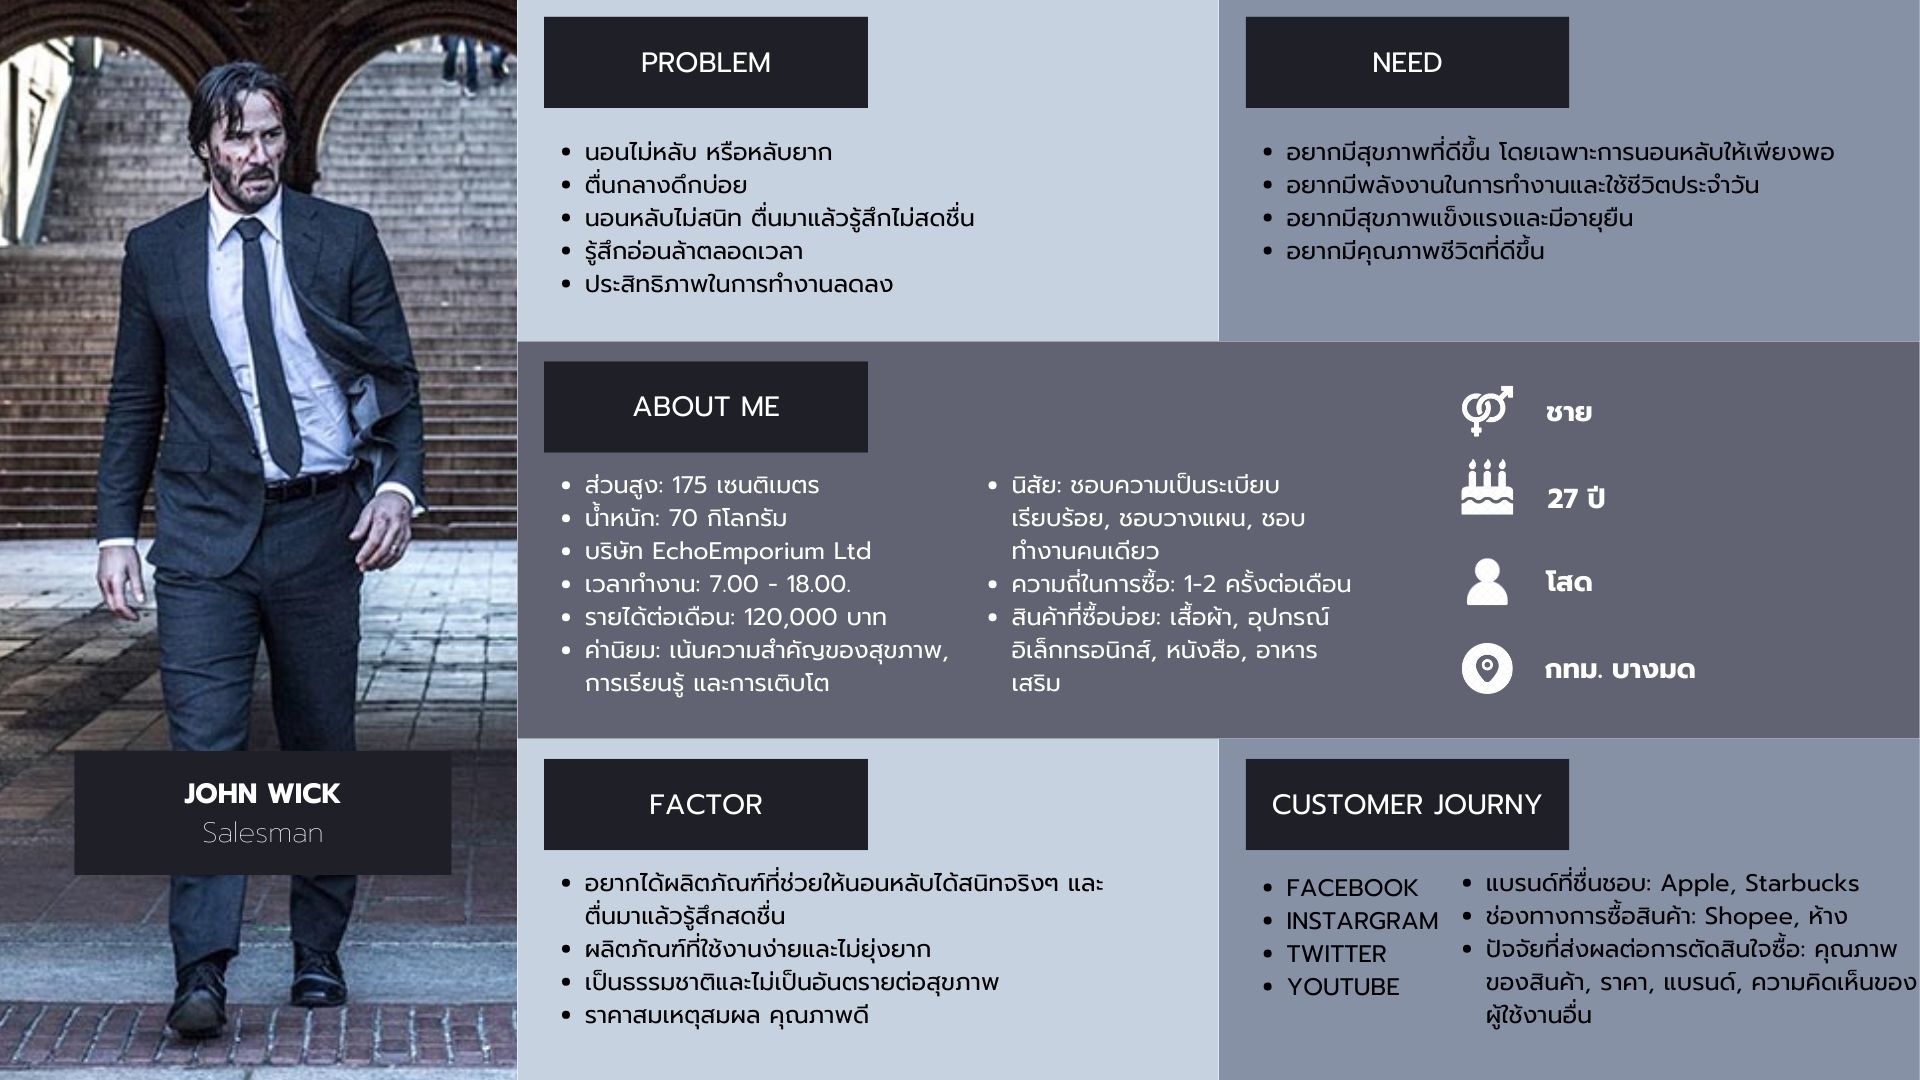 JOHN WICK
Salesman
PROBLEM
นอนไม่หลับ หรือหลับยาก
ตื่นกลางดึกบ่อย
นอนหลับไม่สนิท ตื่นมาแล้วรู้สึกไม่สดชื่น
รู้สึกอ่อนล้าตลอดเวลา
ประสิทธิภาพในการทำงานลดลง
NEED
อยากมีสุขภาพที่ดีขึ้น โดยเฉพาะการนอนหลับให้เพียงพอ
อยากมีพลังงานในการทำงานและใช้ชีวิตประจำวัน
อยากมีสุขภาพแข็งแรงและมีอายุยืน
อยากมีคุณภาพชีวิตที่ดีขึ้น
ABOUT ME
ส่วนสูง: 175 เซนติเมตร
น้ำหนัก: 70 กิโลกรัม
บริษัท EchoEmporium Ltd
เวลาทำงาน: 7.00 - 18.00.
รายได้ต่อเดือน: 120,000 บาท
ค่านิยม: เน้นความสำคัญของสุขภาพ,
การเรียนรู้ และการเติบโต
นิสัย: ชอบความเป็นระเบียบ
เรียบร้อย, ชอบวางแผน, ชอบ
ทำงานคนเดียว
ความถี่ในการซื้อ: 1-2 ครั้งต่อเดือน
สินค้าที่ซื้อบ่อย: เสื้อผ้า, อุปกรณ์
อิเล็กทรอนิกส์, หนังสือ, อาหาร
เสริม
ชาย
27 ปี
โสด
กทม. บางมด
FACTOR
อยากได้ผลิตภัณฑ์ที่ช่วยให้นอนหลับได้สนิทจริงๆ และ
ตื่นมาแล้วรู้สึกสดชื่น
ผลิตภัณฑ์ที่ใช้งานง่ายและไม่ยุ่งยาก
เป็นธรรมชาติและไม่เป็นอันตรายต่อสุขภาพ
ราคาสมเหตุสมผล คุณภาพดี
CUSTOMER JOURNY
FACEBOOK
INSTARGRAM
TWITTER
YOUTUBE
แบรนด์ที่ชื่นชอบ: Apple, Starbucks
ช่องทางการซื้อสินค้า: Shopee, ห้าง
ปัจจัยที่ส่งผลต่อการตัดสินใจซื้อ: คุณภาพ
ของสินค้า, ราคา, แบรนด์, ความคิดเห็นของ
ผู้ใช้งานอื่น